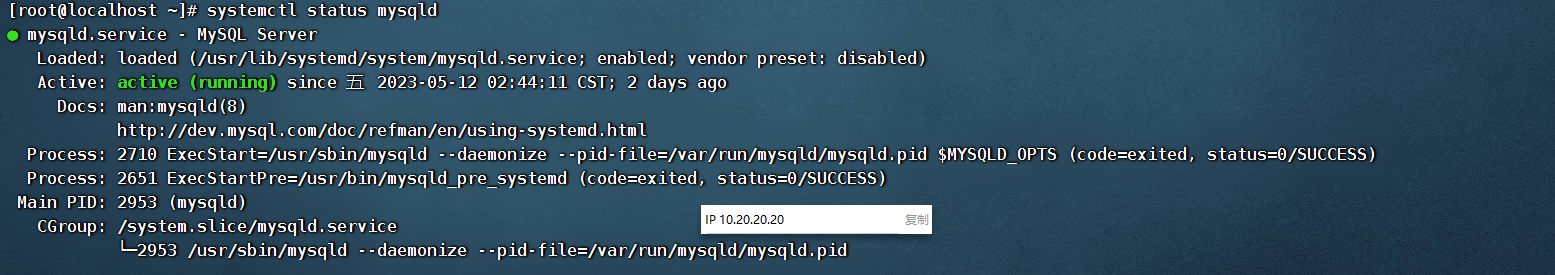 [root@localhost ~]# systemctl status mysqld
● mysqld.service - MySQL Server
   Loaded: loaded (/usr/lib/systemd/system/mysqld.service; enabled; vendor preset: disabled)
   Active: active (running) since 五 2023-05-12 02:44:11 CST; 2 days ago
     Docs: man:mysqld(8)
           http://dev.mysql.com/doc/refman/en/using-systemd.html
  Process: 2710 ExecStart=/usr/sbin/mysqld --daemonize --pid-file=/var/run/mysqld/mysqld.pid $MYSQLD_OPTS (code=exited, status=0/SUCCESS)
  Process: 2651 ExecStartPre=/usr/bin/mysqld_pre_systemd (code=exited, status=0/SUCCESS)
 Main PID: 2953 (mysqld)
IP 10.20.20.20 复制
   CGroup: /system.slice/mysqld.service
           └─2953 /usr/sbin/mysqld --daemonize --pid-file=/var/run/mysqld/mysqld.pid